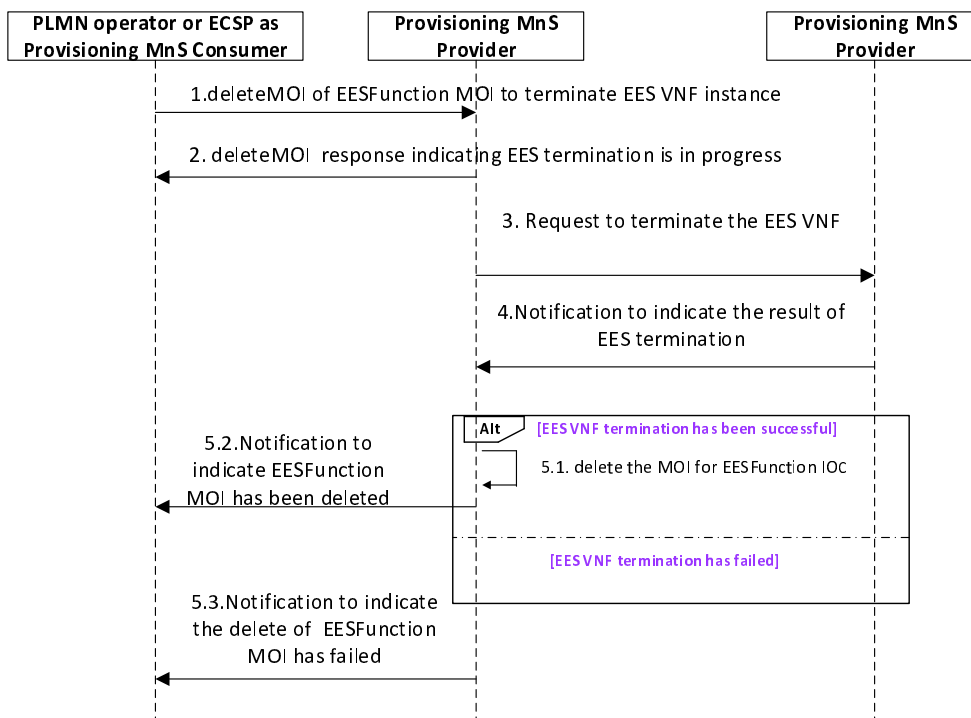 PLMN operator or ECSP as
Provisioning MnS Consumer
Provisioning MnS
Provider
Provisioning MnS
Provider
1.deleteMOI of EESFunction MOI to terminate EES VNF instance
2. deleteMOI response indicating EES termination is in progress
3. Request to terminate the EES VNF
4.Notification to indicate the result of
EES termination
Alt
[EES VNF termination has been successful]
5.1. delete the MOI for EESFunction IOC
5.2.Notification to
indicate EESFunction
MOI has been deleted
[EES VNF termination has failed]
5.3.Notification to indicate
the delete of EESFunction
MOI has failed